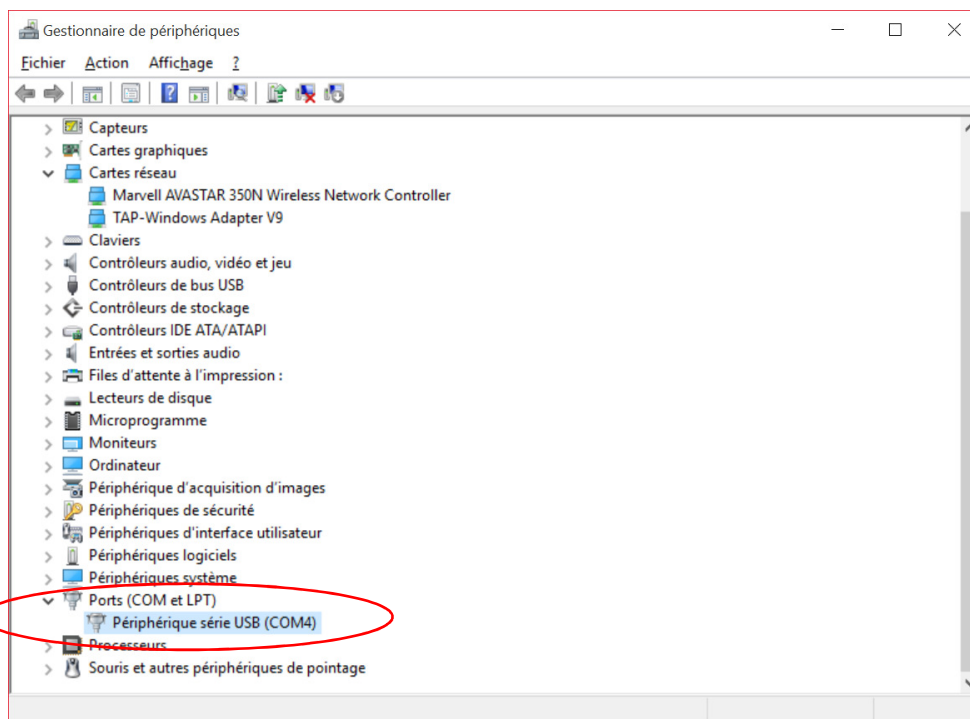 Gestionnaire de périphériques
Fichier Action Affichage ?
Capteurs
Cartes graphiques
Cartes réseau
Marvell AVASTAR 350N Wireless Network Controller
TAP-Windows Adapter V9
Claviers
Contrôleurs audio, vidéo et jeu
Contrôleurs de bus USB
Contrôleurs de stockage
Contrôleurs IDE ATA/ATAPI
Entrées et sorties audio
Files d'attente à l'impression :
Lecteurs de disque
Microprogramme
Moniteurs
Ordinateur
Périphérique d'acquisition d'images
Périphériques de sécurité
Périphériques d'interface utilisateur
Périphériques logiciels
Périphériques système
Ports (COM et LPT)
Périphérique série USB (COM4)
Processeurs
Souris et autres périphériques de pointage